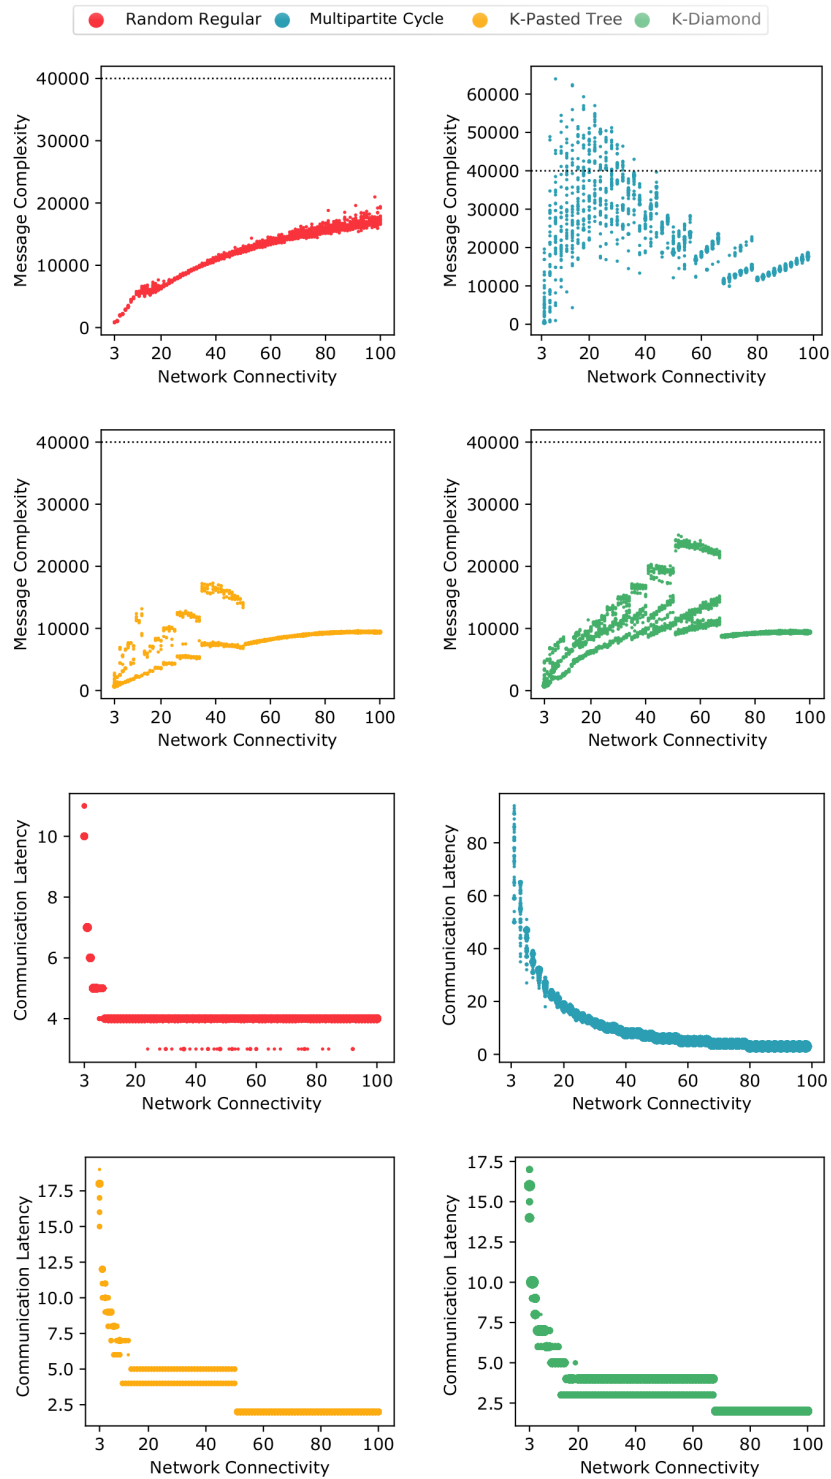 Random Regular Multipartite Cycle K-Pasted Tree K-Diamond
Message Complexity
40000
30000
20000
10000
0
3 20 40 60 80 100
Network Connectivity
Message Complexity
60000
50000
40000
30000
20000
10000
0
3 20 40 60 80 100
Network Connectivity
Message Complexity
40000
30000
20000
10000
0
3 20 40 60 80 100
Network Connectivity
Message Complexity
40000
30000
20000
10000
0
3 20 40 60 80 100
Network Connectivity
Communication Latency
10
8
6
4
3 20 40 60 80 100
Network Connectivity
Communication Latency
80
60
40
20
0
3 20 40 60 80 100
Network Connectivity
Communication Latency
17.5
15.0
12.5
10.0
7.5
5.0
2.5
3 20 40 60 80 100
Network Connectivity
Communication Latency
17.5
15.0
12.5
10.0
7.5
5.0
2.5
3 20 40 60 80 100
Network Connectivity